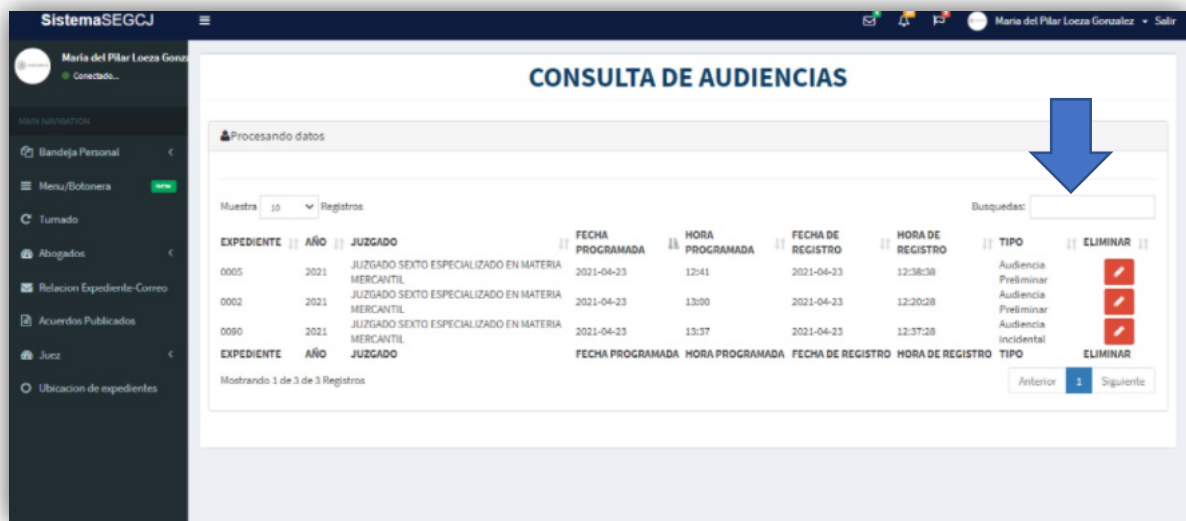 SistemaSEGCJ
Maria del Pilar Loeza Gonzalez Salir
Maria del Pilar Loeza Gonz
Conectado...
MAIN NAVIGATION
Bandeja Personal
Menu/Botonera new
Turnado
Abogados
Relacion Expediente-Correo
Acuerdos Publicados
Juez
Ubicacion de expedientes
CONSULTA DE AUDIENCIAS
Procesando datos
Muestra 10 Registros
Busquedas:
EXPEDIENTE AÑO JUZGADO FECHA PROGRAMADA HORA PROGRAMADA FECHA DE REGISTRO HORA DE REGISTRO TIPO ELIMINAR
0005 2021 JUZGADO SEXTO ESPECIALIZADO EN MATERIA MERCANTIL 2021-04-23 12:41 2021-04-23 12:38:38 Audiencia Preliminar
0002 2021 JUZGADO SEXTO ESPECIALIZADO EN MATERIA MERCANTIL 2021-04-23 13:00 2021-04-23 12:20:28 Audiencia Preliminar
0090 2021 JUZGADO SEXTO ESPECIALIZADO EN MATERIA MERCANTIL 2021-04-23 13:37 2021-04-23 12:37:28 Audiencia incidental
EXPEDIENTE AÑO JUZGADO FECHA PROGRAMADA HORA PROGRAMADA FECHA DE REGISTRO HORA DE REGISTRO TIPO ELIMINAR
Mostrando 1 de 3 de 3 Registros
Anterior 1 Siguiente